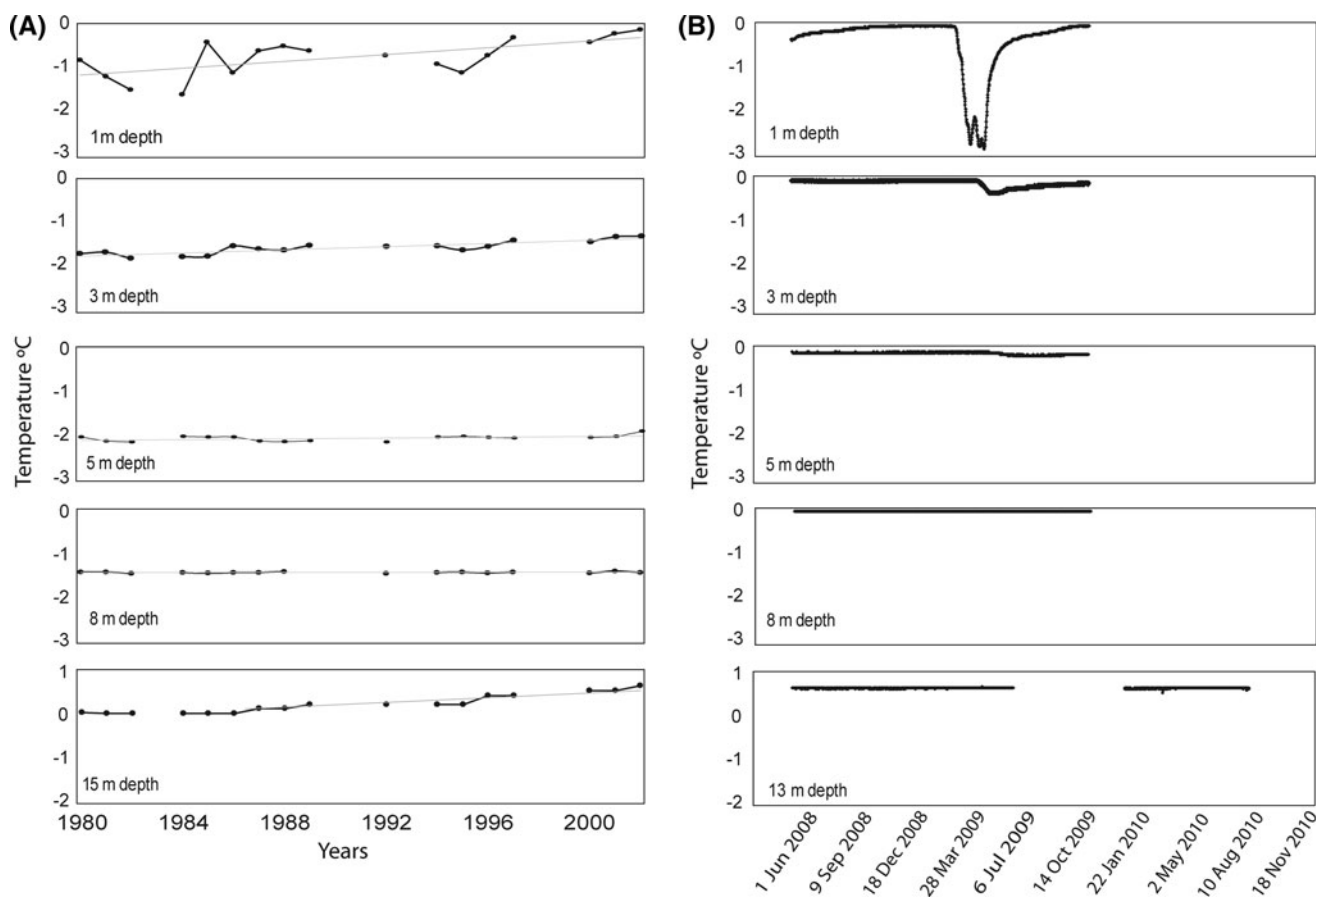 (A)
0
-1
-2
-3
1m depth
0
-1
-2
-3
3 m depth
0
-1
-2
-3
5 m depth
0
-1
-2
-3
8 m depth
1
0
-1
-2
15 m depth
Temperature ºC
1980 1984 1988 1992 1996 2000
Years
(B)
0
-1
-2
-3
1 m depth
0
-1
-2
-3
3 m depth
0
-1
-2
-3
5 m depth
0
-1
-2
-3
8 m depth
1
0
-1
-2
13 m depth
Temperature ºC
1 Jun 2008
9 Sep 2008
18 Dec 2008
28 Mar 2009
6 Jul 2009
14 Oct 2009
22 Jan 2010
2 May 2010
10 Aug 2010
18 Nov 2010